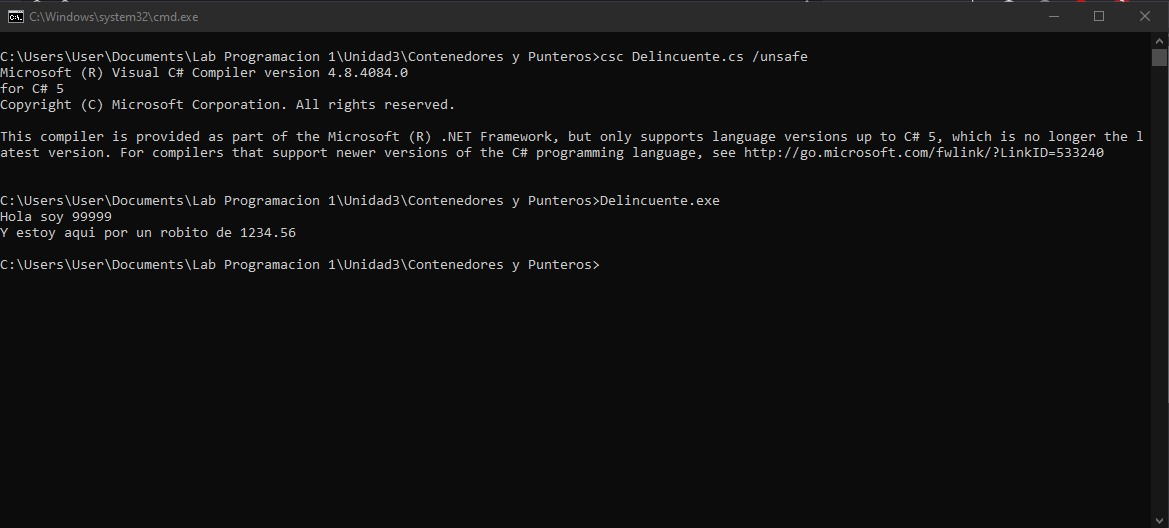 C:\Windows\system32\cmd.exe
C:\Users\User\Documents\Lab Programacion 1\Unidad3\Contenedores y Punteros>csc Delincuente.cs /unsafe
Microsoft (R) Visual C# Compiler version 4.8.4084.0
for C# 5
Copyright (C) Microsoft Corporation. All rights reserved.
This compiler is provided as part of the Microsoft (R) .NET Framework, but only supports language versions up to C# 5, which is no longer the l
atest version. For compilers that support newer versions of the C# programming language, see http://go.microsoft.com/fwlink/?LinkID=533240
C:\Users\User\Documents\Lab Programacion 1\Unidad3\Contenedores y Punteros>Delincuente.exe
Hola soy 99999
Y estoy aqui por un robito de 1234.56
C:\Users\User\Documents\Lab Programacion 1\Unidad3\Contenedores y Punteros>